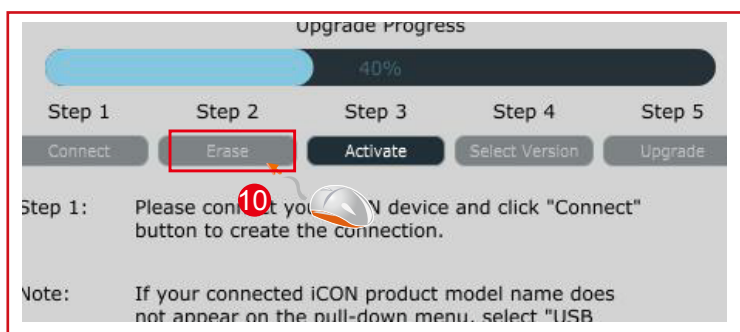 Upgrade Progress
40%
Step 1 Step 2 Step 3 Step 4 Step 5
Connect Erase Activate Select Version Upgrade
10
Step 1: Please connect N device and click "Connect"
button to create the connection.
Note: If your connected iCON product model name does
not appear on the pull-down menu, select "USB